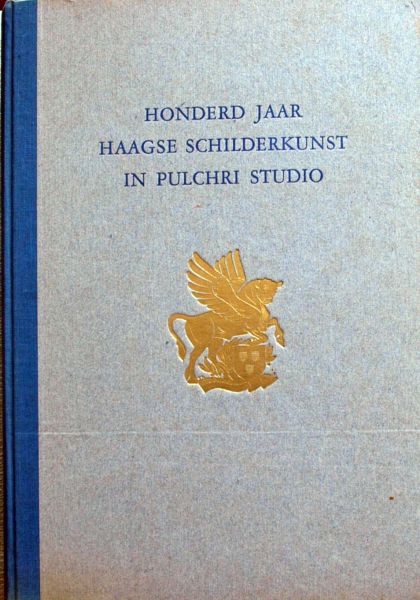 HONDERD JAAR
HAAGSE SCHILDERKUNST
IN PULCHRI STUDIO